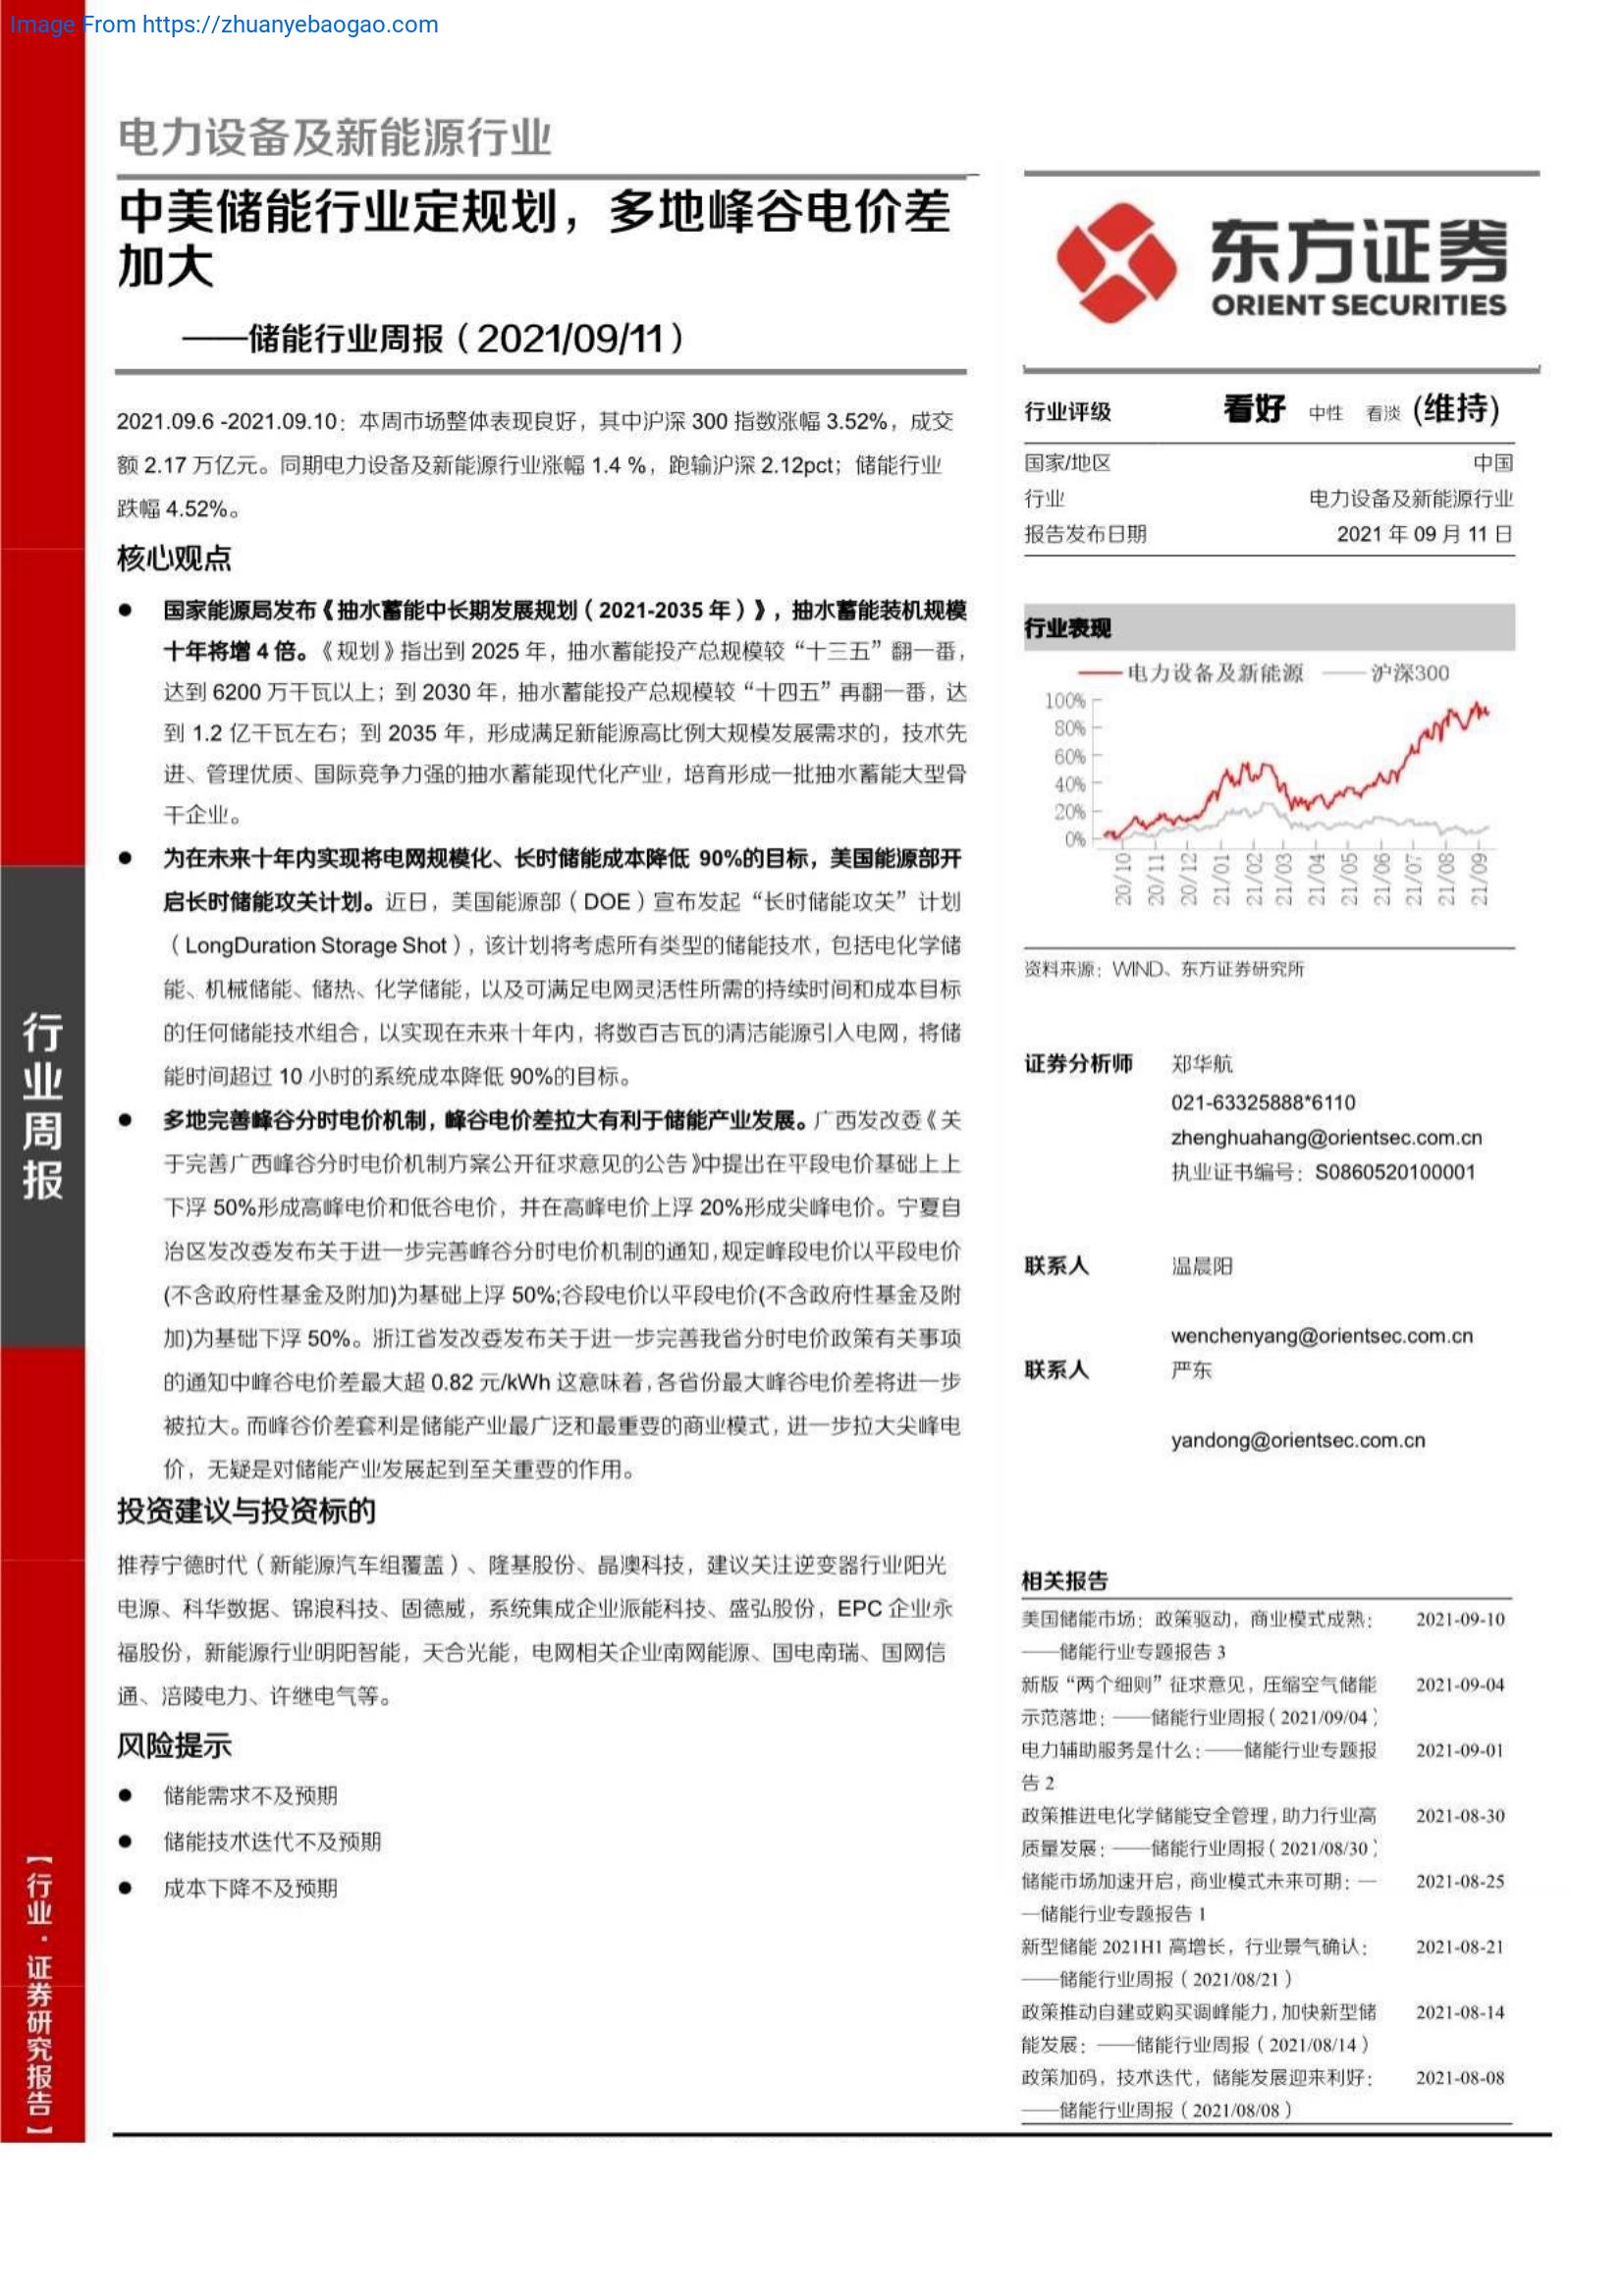 Image From https://zhuanyebaogao.com
电力设备及新能源行业
中美储能行业定规划，多地峰谷电价差
加大
——储能行业周报（2021/09/11）
2021.09.6 -2021.09.10：本周市场整体表现良好，其中沪深 300 指数涨幅 3.52%，成交
额 2.17 万亿元。同期电力设备及新能源行业涨幅 1.4 %，跑输沪深 2.12pct；储能行业
跌幅 4.52%。
核心观点
● 国家能源局发布《抽水蓄能中长期发展规划（2021-2035 年）》，抽水蓄能装机规模
十年将增 4 倍。《规划》指出到 2025 年，抽水蓄能投产总规模较“十三五”翻一番，
达到 6200 万千瓦以上；到 2030 年，抽水蓄能投产总规模较“十四五”再翻一番，达
到 1.2 亿千瓦左右；到 2035 年，形成满足新能源高比例大规模发展需求的，技术先
进、管理优质、国际竞争力强的抽水蓄能现代化产业，培育形成一批抽水蓄能大型骨
干企业。
● 为在未来十年内实现将电网规模化、长时储能成本降低 90%的目标，美国能源部开
启长时储能攻关计划。近日，美国能源部（DOE）宣布发起“长时储能攻关”计划
（LongDuration Storage Shot），该计划将考虑所有类型的储能技术，包括电化学储
能、机械储能、储热、化学储能，以及可满足电网灵活性所需的持续时间和成本目标
的任何储能技术组合，以实现在未来十年内，将数百吉瓦的清洁能源引入电网，将储
能时间超过 10 小时的系统成本降低 90%的目标。
● 多地完善峰谷分时电价机制，峰谷电价差拉大有利于储能产业发展。广西发改委《关
于完善广西峰谷分时电价机制方案公开征求意见的公告》中提出在平段电价基础上上
下浮 50%形成高峰电价和低谷电价，并在高峰电价上浮 20%形成尖峰电价。宁夏自
治区发改委发布关于进一步完善峰谷分时电价机制的通知，规定峰段电价以平段电价
(不含政府性基金及附加)为基础上浮 50%;谷段电价以平段电价(不含政府性基金及附
加)为基础下浮 50%。浙江省发改委发布关于进一步完善我省分时电价政策有关事项
的通知中峰谷电价差最大超 0.82 元/kWh 这意味着，各省份最大峰谷电价差将进一步
被拉大。而峰谷价差套利是储能产业最广泛和最重要的商业模式，进一步拉大尖峰电
价，无疑是对储能产业发展起到至关重要的作用。
投资建议与投资标的
推荐宁德时代（新能源汽车组覆盖）、隆基股份、晶澳科技，建议关注逆变器行业阳光
电源、科华数据、锦浪科技、固德威，系统集成企业派能科技、盛弘股份，EPC 企业永
福股份，新能源行业明阳智能，天合光能，电网相关企业南网能源、国电南瑞、国网信
通、涪陵电力、许继电气等。
风险提示
● 储能需求不及预期
● 储能技术迭代不及预期
● 成本下降不及预期
东方证券
ORIENT SECURITIES
行业评级 看好 中性 看淡 (维持)
国家/地区 中国
行业 电力设备及新能源行业
报告发布日期 2021 年 09 月 11 日
行业表现
电力设备及新能源 沪深300
100%
80%
60%
40%
20%
0%
20/10 20/11 20/12 21/01 21/02 21/03 21/04 21/05 21/06 21/07 21/08 21/09
资料来源：WIND、东方证券研究所
证券分析师 郑华航
021-63325888*6110
zhenghuahang@orientsec.com.cn
执业证书编号：S0860520100001
联系人 温晨阳
wenchenyang@orientsec.com.cn
联系人 严东
yandong@orientsec.com.cn
相关报告
美国储能市场：政策驱动，商业模式成熟： 2021-09-10
——储能行业专题报告 3
新版“两个细则”征求意见，压缩空气储能 2021-09-04
示范落地：——储能行业周报（2021/09/04）
电力辅助服务是什么：——储能行业专题报 2021-09-01
告 2
政策推进电化学储能安全管理，助力行业高 2021-08-30
质量发展：——储能行业周报（2021/08/30）
储能市场加速开启，商业模式未来可期：— 2021-08-25
—储能行业专题报告 1
新型储能 2021H1 高增长，行业景气确认： 2021-08-21
——储能行业周报（2021/08/21）
政策推动自建或购买调峰能力，加快新型储 2021-08-14
能发展：——储能行业周报（2021/08/14）
政策加码，技术迭代，储能发展迎来利好： 2021-08-08
——储能行业周报（2021/08/08）
行业周报
【行业·证券研究报告】